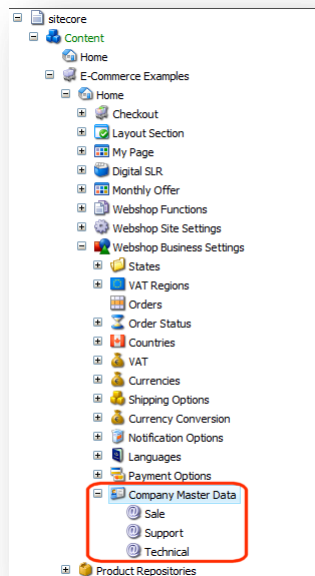 sitecore
Content
Home
E-Commerce Examples
Home
Checkout
Layout Section
My Page
Digital SLR
Monthly Offer
Webshop Functions
Webshop Site Settings
Webshop Business Settings
States
VAT Regions
Orders
Order Status
Countries
VAT
Currencies
Shipping Options
Currency Conversion
Notification Options
Languages
Payment Options
Company Master Data
Sale
Support
Technical
Product Repositories